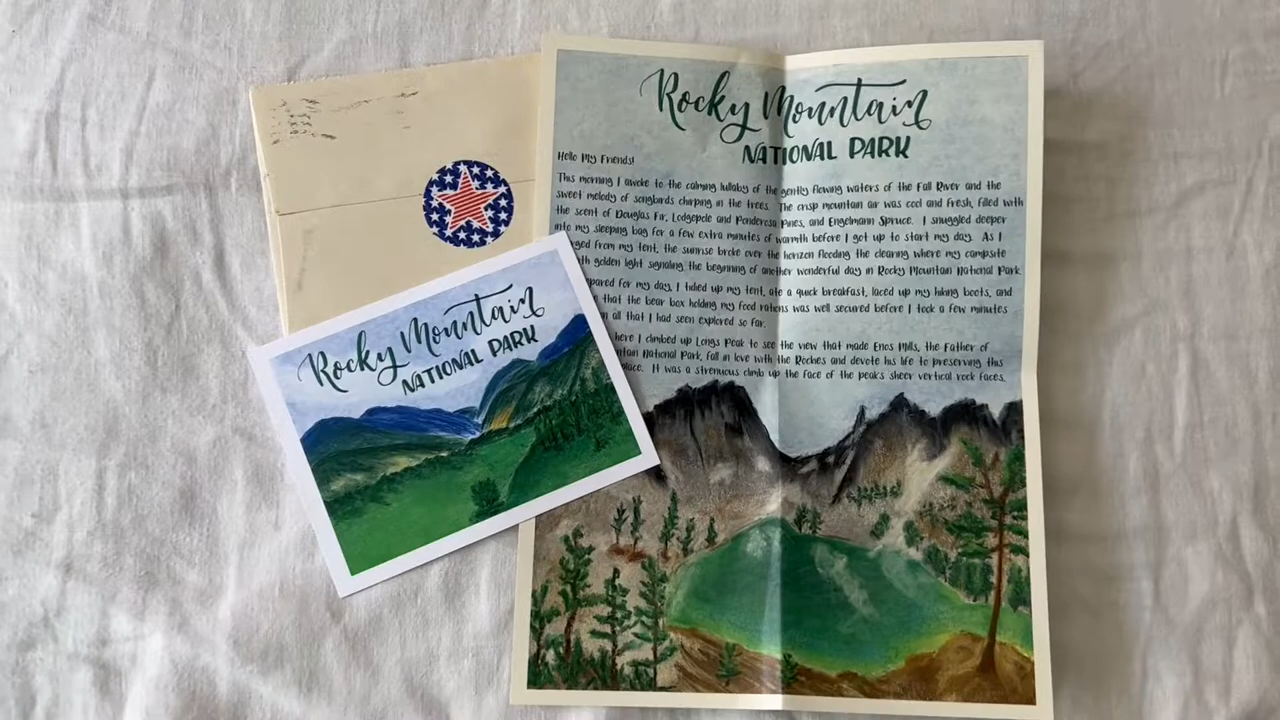 Rocky Mountain
NATIONAL PARK
Hello My Friends!
This morning I awoke to the calming lullaby of the gently flowing waters of the Fall River and the
sweet melody of songbirds chirping in the trees. The crisp mountain air was cool and fresh, filled with
the scent of Douglas Fir, Lodgepole and Ponderosa Pines, and Engelmann Spruce. I snuggled deeper
into my sleeping bag for a few extra minutes of warmth before I got up to start my day. As I
from my tent, the sunrise broke over the horizon flooding the clearing where my campsite
golden light signaling the beginning of another wonderful day in Rocky Mountain National Park.
for my day, I tidied up my tent, ate a quick breakfast, laced up my hiking boots, and
that the bear box holding my food rations was well secured before I took a few minutes
all that I had seen explored so far.
here I climbed up Longs Peak to see the view that made Enos Mills, the Father of
National Park, fall in love with the Rockies and devote his life to preserving this
place. It was a strenuous climb up the face of the peak's sheer vertical rock faces.
Rocky Mountain
NATIONAL PARK